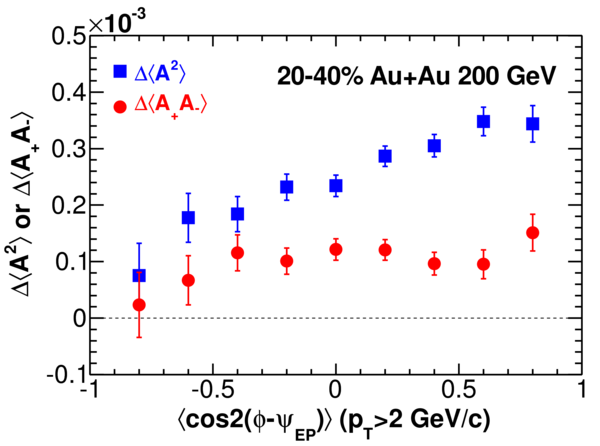 ×10⁻³
0.5
0.4
0.3
0.2
0.1
0
-0.1
Δ⟨A²⟩ or Δ⟨A₊A₋⟩
Δ⟨A²⟩
Δ⟨A₊A₋⟩
20-40% Au+Au 200 GeV
-1 -0.5 0 0.5 1
⟨cos2(ϕ-ψ_EP)⟩ (p_T>2 GeV/c)